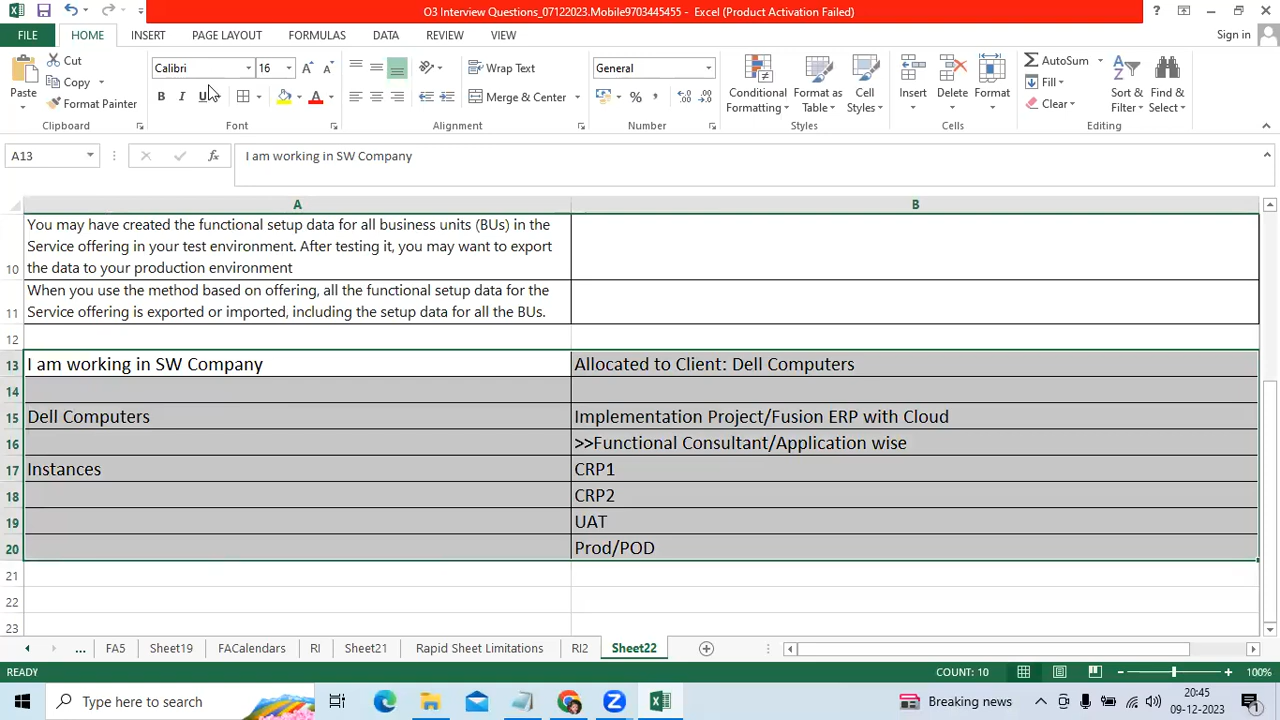 O3 Interview Questions_07122023.Mobile9703445455 - Excel (Product Activation Failed)
FILE HOME INSERT PAGE LAYOUT FORMULAS DATA REVIEW VIEW Sign in
Paste
Cut
Copy
Format Painter
Clipboard
Calibri 16
B I U
Font
Wrap Text
Merge & Center
Alignment
General
%
Number
Conditional Formatting
Format as Table
Cell Styles
Styles
Insert
Delete
Format
Cells
AutoSum
Fill
Clear
Sort & Filter
Find & Select
Editing
A13 fx I am working in SW Company
A B
You may have created the functional setup data for all business units (BUs) in the
Service offering in your test environment. After testing it, you may want to export
10 the data to your production environment
When you use the method based on offering, all the functional setup data for the
11 Service offering is exported or imported, including the setup data for all the BUs.
12
13 I am working in SW Company Allocated to Client: Dell Computers
14
15 Dell Computers Implementation Project/Fusion ERP with Cloud
16 >>Functional Consultant/Application wise
17 Instances CRP1
18 CRP2
19 UAT
20 Prod/POD
21
22
23
... FA5 Sheet19 FACalendars RI Sheet21 Rapid Sheet Limitations RI2 Sheet22
READY COUNT: 10 100%
Type here to search Breaking news 20:45
09-12-2023